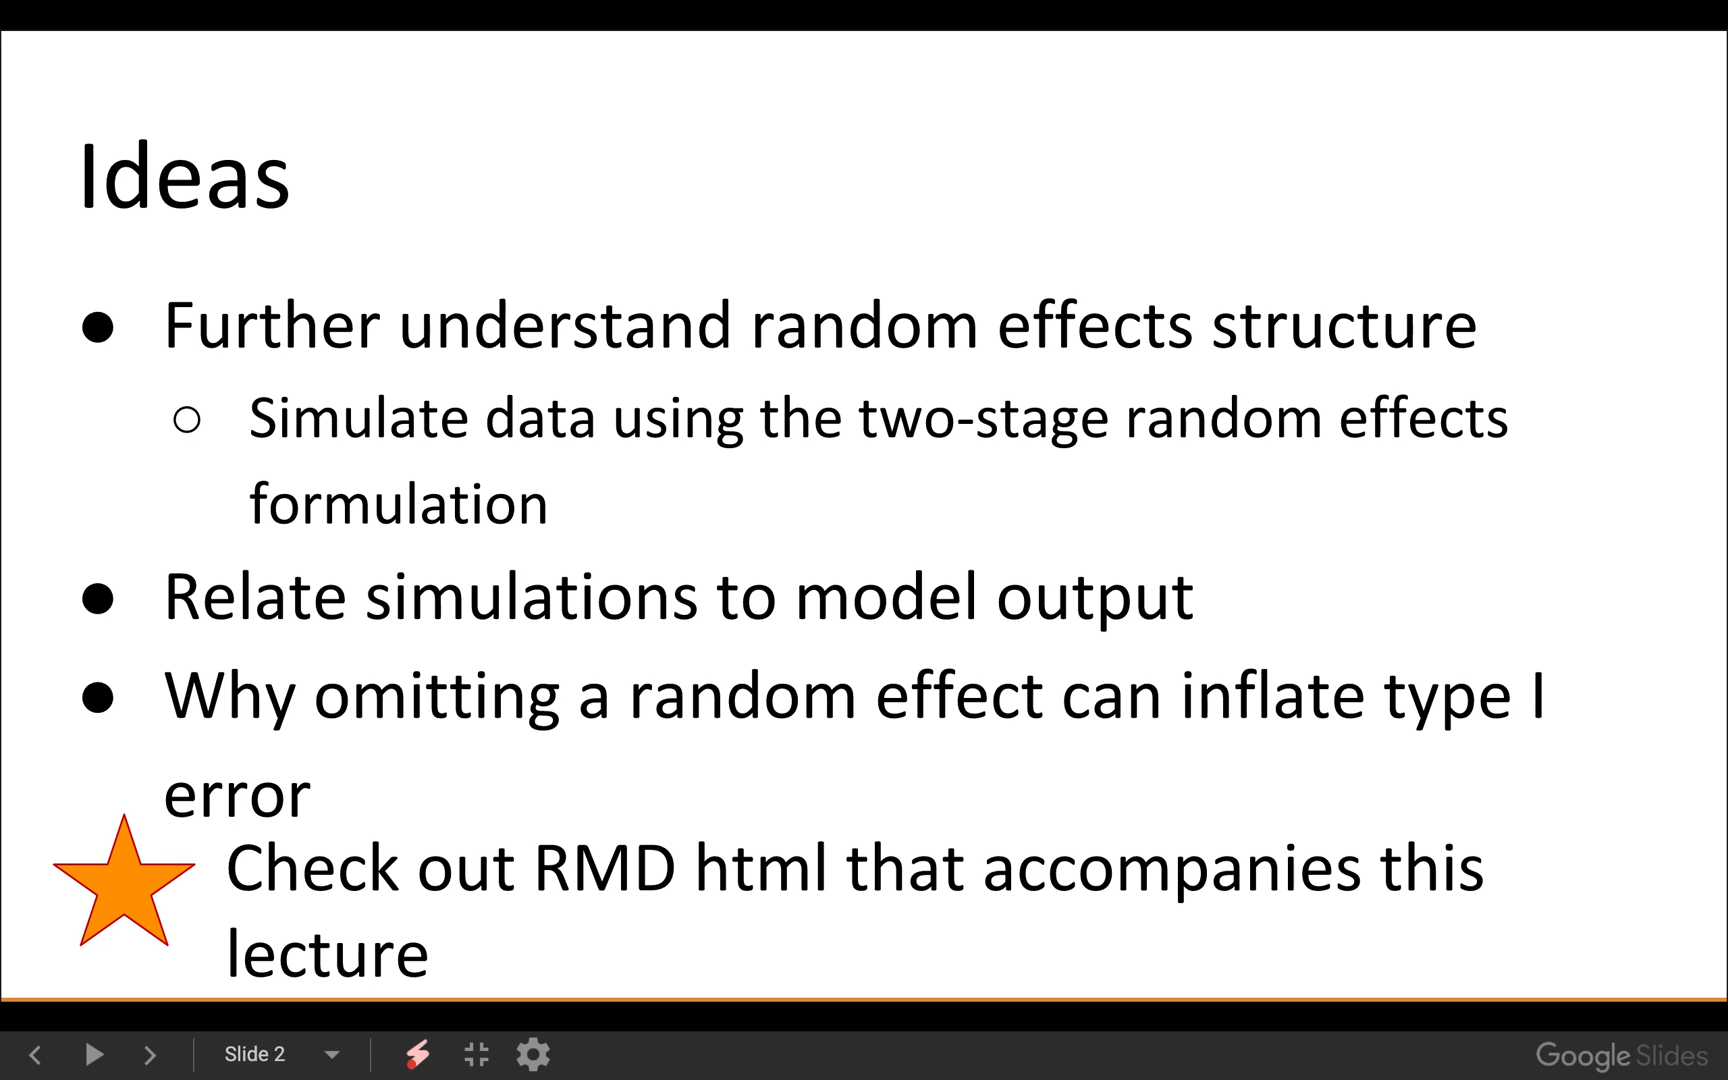 Ideas
● Further understand random effects structure
○ Simulate data using the two-stage random effects
formulation
● Relate simulations to model output
● Why omitting a random effect can inflate type I
error
Check out RMD html that accompanies this
lecture
Slide 2
Google Slides